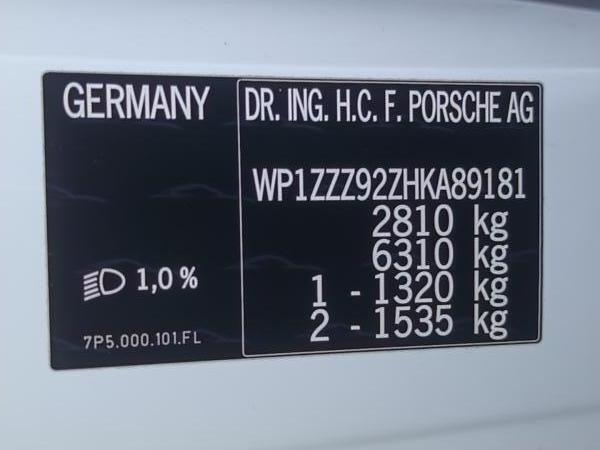 GERMANY
DR. ING. H.C. F. PORSCHE AG
WP1ZZZ92ZHKA89181
2810 kg
6310 kg
1 - 1320 kg
2 - 1535 kg
1,0 %
7P5.000.101.FL